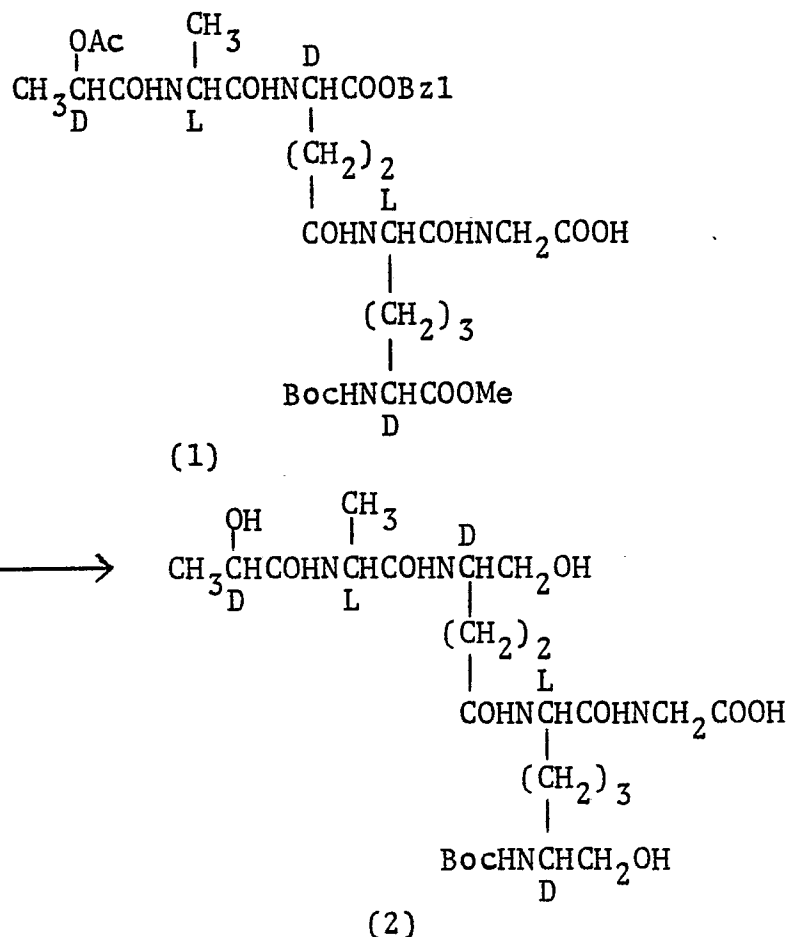 OAc CH3 D
CH3CHCOHNCHCOHNCHCOOBzl
D L
(CH2)2
L
COHNCHCOHNCH2COOH
(CH2)3
BocHNCHCOOMe
D
(1)
OH CH3 D
CH3CHCOHNCHCOHNCHCH2OH
D L
(CH2)2
L
COHNCHCOHNCH2COOH
(CH2)3
BocHNCHCH2OH
D
(2)